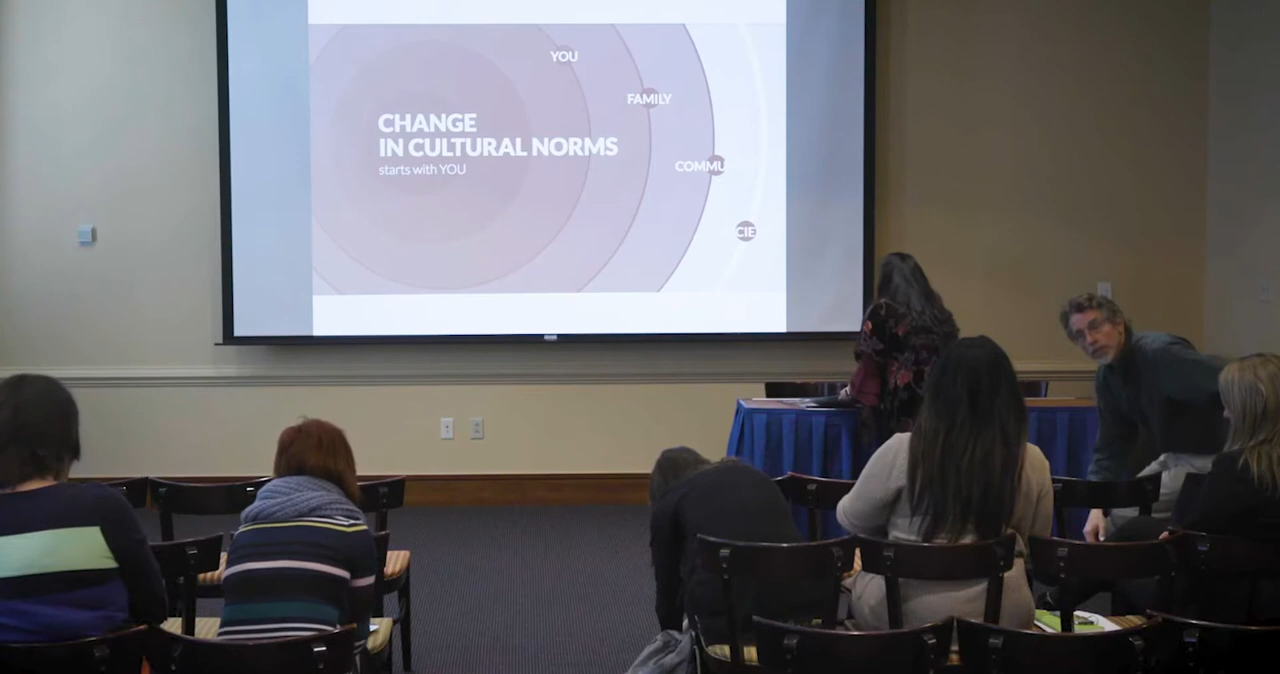 YOU
FAMILY
CHANGE
IN CULTURAL NORMS
COMMU
starts with YOU
CIE